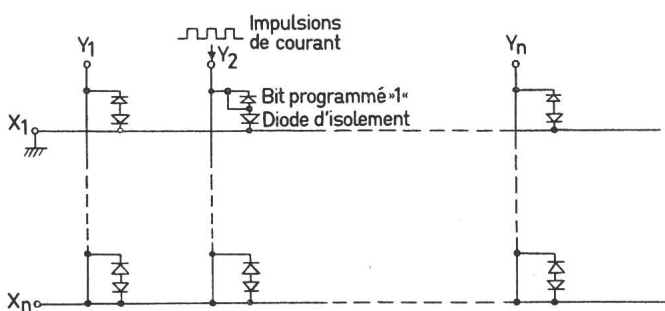 Impulsions
de courant
Y1
Y2
Yn
Bit programmé »1«
Diode d'isolement
X1
Xn